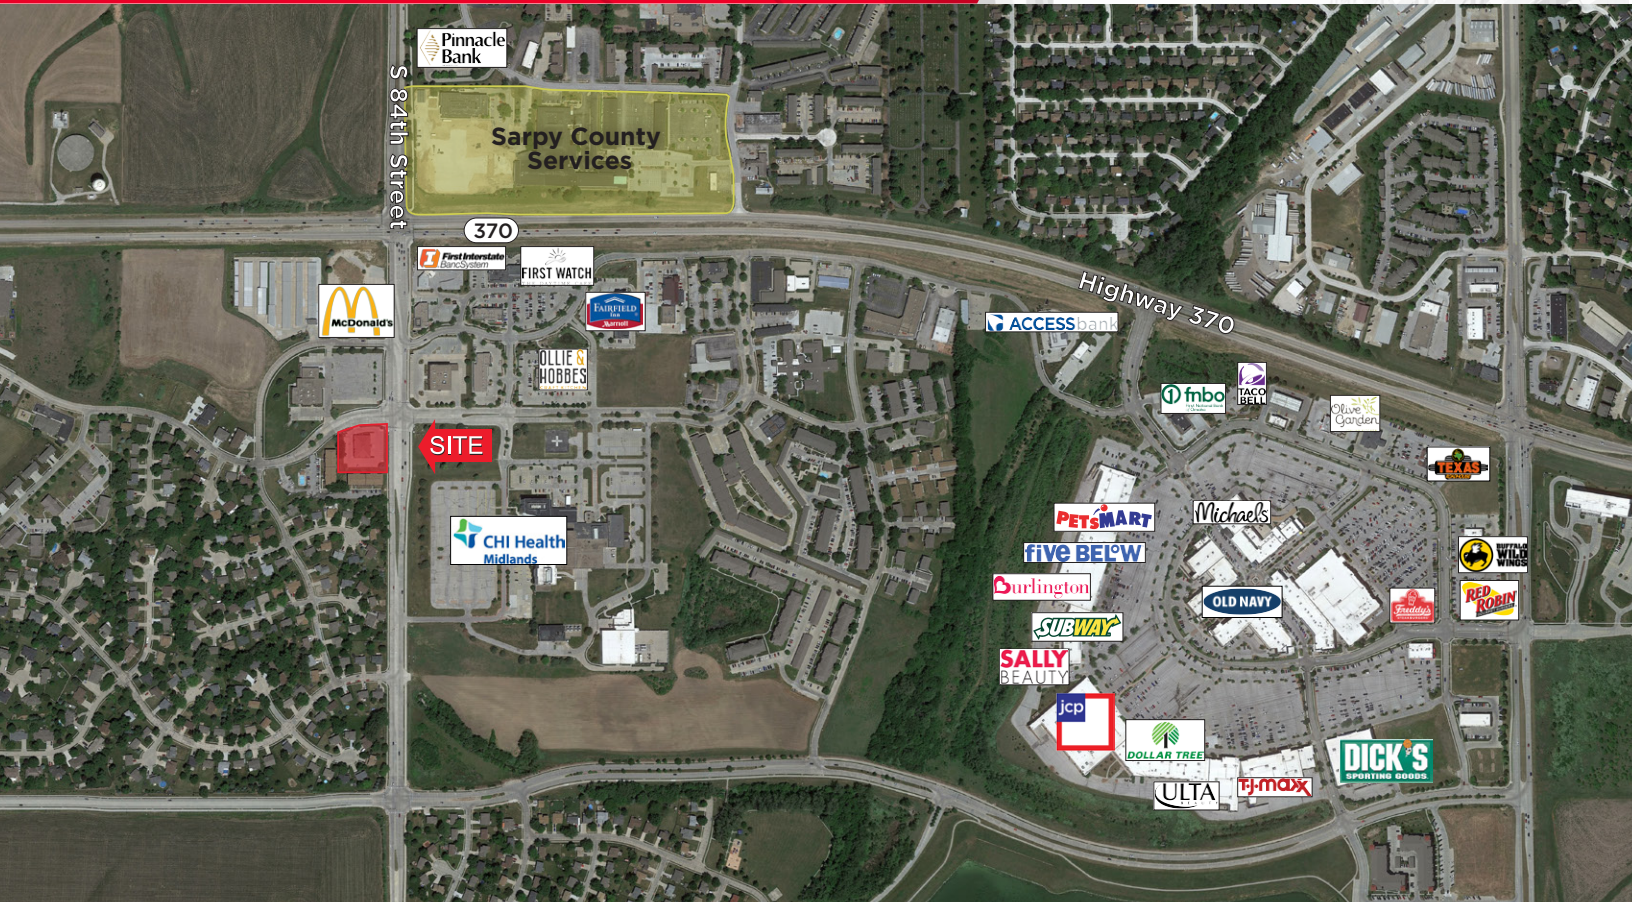 Pinnacle
Bank
S 84th Street
Sarpy County
Services
370
First Interstate
BancSystem
FIRST WATCH
McDonald's
FAIRFIELD
Inn
Marriott
Highway 370
ACCESSbank
OLLIE &
HOBBES
fnbo
TACO
BELL
Olive
Garden
SITE
TEXAS
PETSMART
Michaels
CHI Health
Midlands
five BELOW
BUFFALO
WILD
WINGS
Burlington
OLD NAVY
Freddy's
RED
ROBIN
SUBWAY
SALLY
BEAUTY
jcp
DOLLAR TREE
DICK'S
SPORTING GOODS
ULTA
T·J·maxx